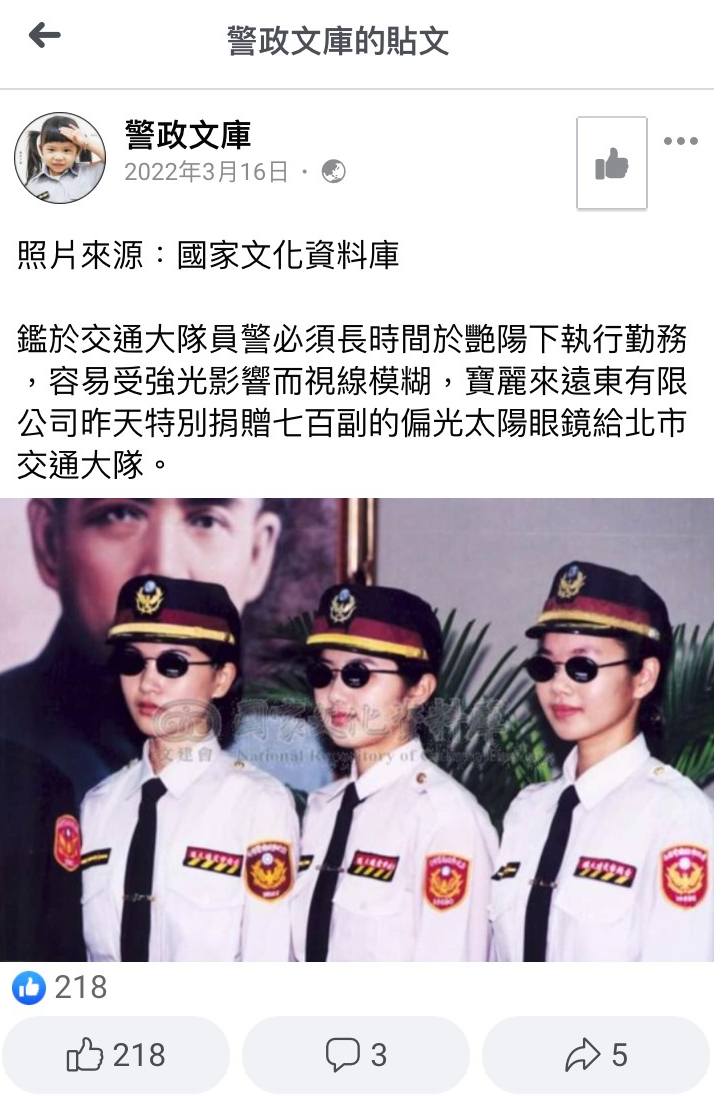 警政文庫的貼文
警政文庫
2022年3月16日 ·
照片來源：國家文化資料庫
鑑於交通大隊員警必須長時間於艷陽下執行勤務
，容易受強光影響而視線模糊，寶麗來遠東有限
公司昨天特別捐贈七百副的偏光太陽眼鏡給北市
交通大隊。
國家文化資料庫
文建會 National Repository of Cultural
218
218
3
5